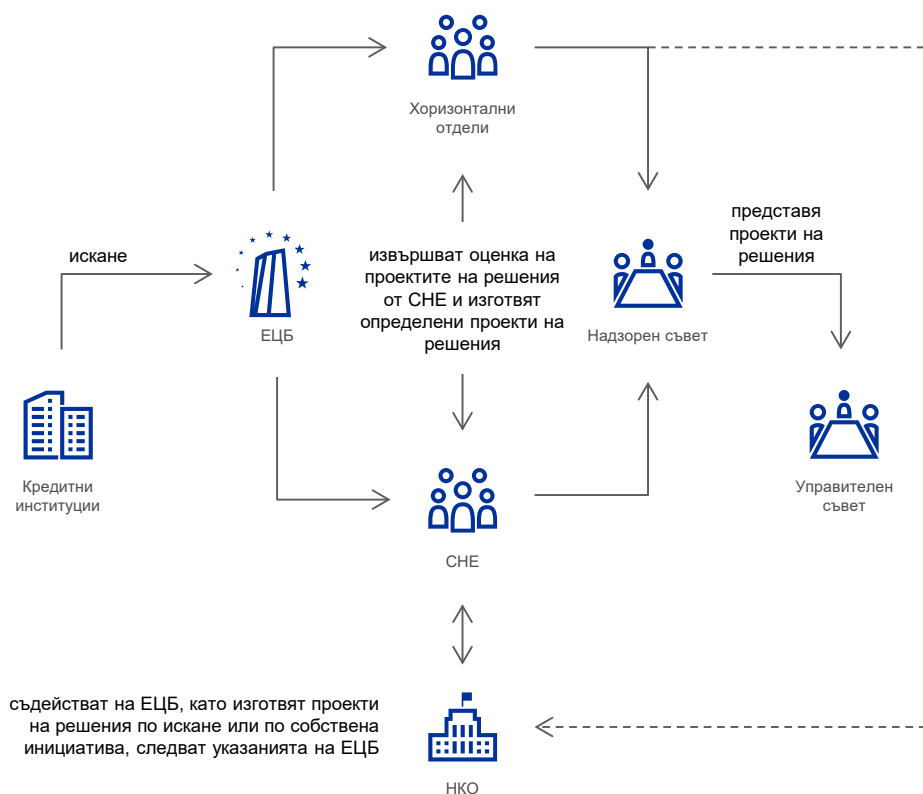 Хоризонтални
отдели
искане
ЕЦБ
извършват оценка на
проектите на решения
от СНЕ и изготвят
определени проекти на
решения
представя
проекти на
решения
Надзорен съвет
Кредитни
институции
Управителен
съвет
СНЕ
съдействат на ЕЦБ, като изготвят проекти
на решения по искане или по собствена
инициатива, следват указанията на ЕЦБ
НКО